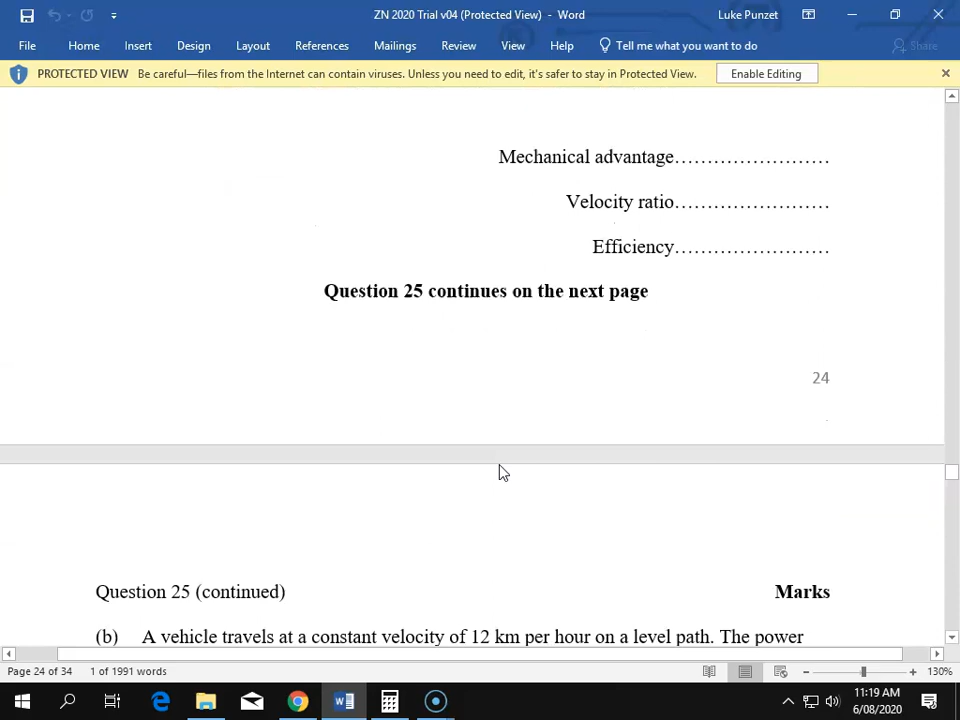 ZN 2020 Trial v04 (Protected View) - Word
Luke Punzet
File Home Insert Design Layout References Mailings Review View Help Tell me what you want to do Share
PROTECTED VIEW Be careful—files from the Internet can contain viruses. Unless you need to edit, it's safer to stay in Protected View. Enable Editing
Mechanical advantage……………………
Velocity ratio……………………
Efficiency……………………
Question 25 continues on the next page
24
Question 25 (continued) Marks
(b) A vehicle travels at a constant velocity of 12 km per hour on a level path. The power
Page 24 of 34 1 of 1991 words 130%
11:19 AM
6/08/2020